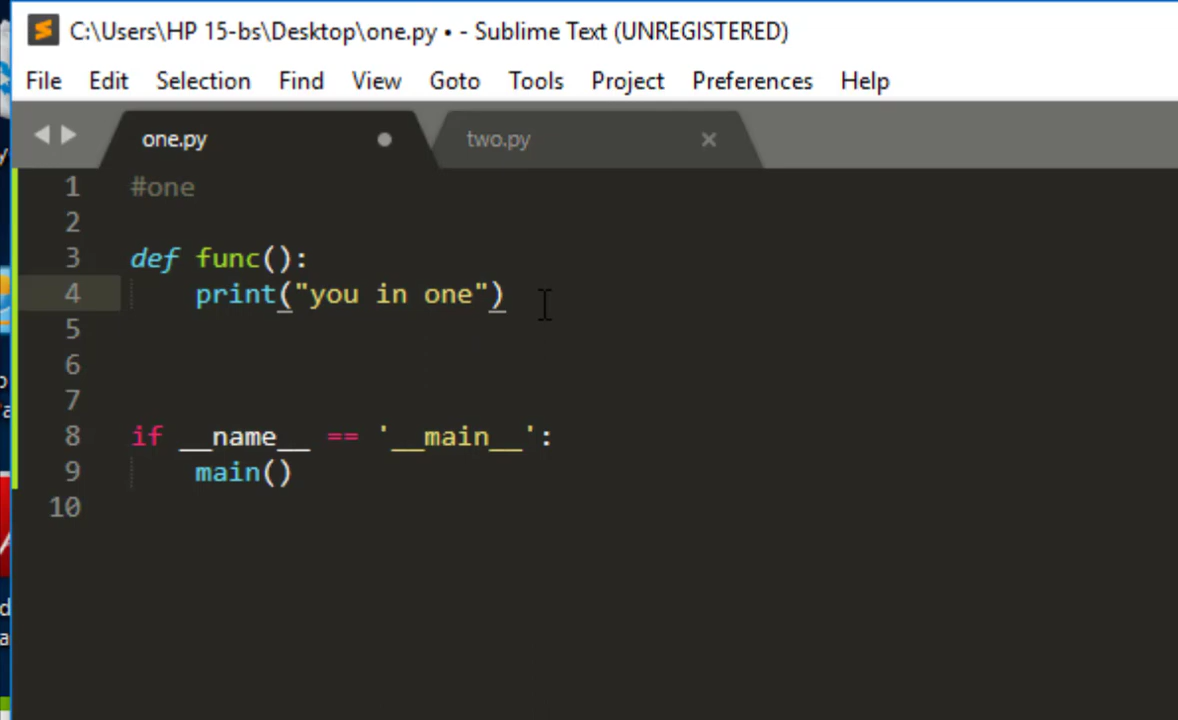 C:\Users\HP 15-bs\Desktop\one.py • - Sublime Text (UNREGISTERED)
File Edit Selection Find View Goto Tools Project Preferences Help
one.py two.py
1 #one
2
3 def func():
4 print("you in one")
5
6
7
8 if __name__ == '__main__':
9 main()
10